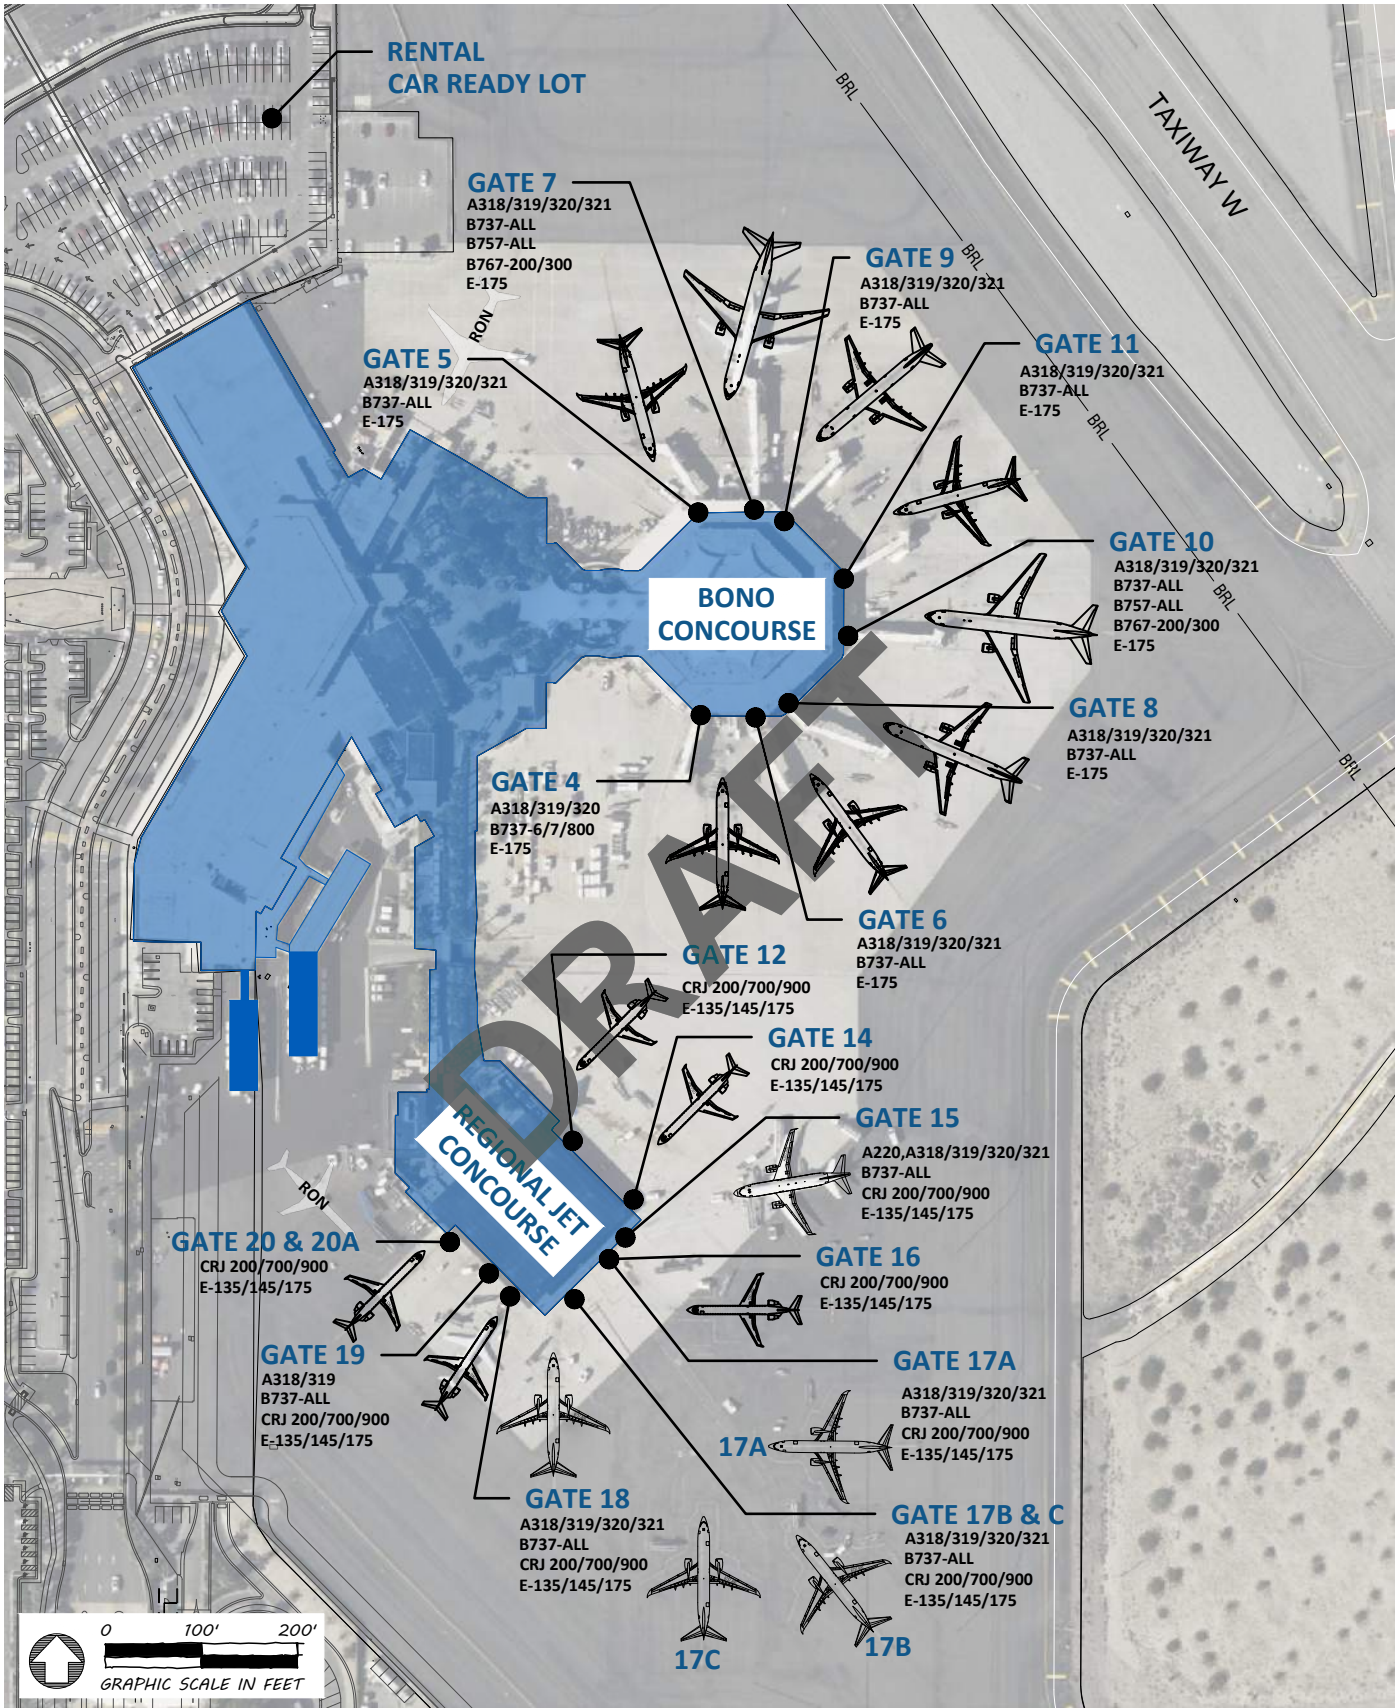 RENTAL
CAR READY LOT
BRL
TAXIWAY W
GATE 7
A318/319/320/321
B737-ALL
B757-ALL
B767-200/300
E-175
RON
BRL
GATE 9
A318/319/320/321
B737-ALL
E-175
GATE 5
A318/319/320/321
B737-ALL
E-175
GATE 11
A318/319/320/321
B737-ALL
E-175
BRL
GATE 10
A318/319/320/321
B737-ALL
B757-ALL
B767-200/300
E-175
BRL
BONO
CONCOURSE
GATE 8
A318/319/320/321
B737-ALL
E-175
BRL
GATE 4
A318/319/320
B737-6/7/800
E-175
DRAFT
GATE 6
A318/319/320/321
B737-ALL
E-175
GATE 12
CRJ 200/700/900
E-135/145/175
GATE 14
CRJ 200/700/900
E-135/145/175
GATE 15
A220,A318/319/320/321
B737-ALL
CRJ 200/700/900
E-135/145/175
REGIONAL JET
CONCOURSE
RON
GATE 20 & 20A
CRJ 200/700/900
E-135/145/175
GATE 16
CRJ 200/700/900
E-135/145/175
GATE 19
A318/319
B737-ALL
CRJ 200/700/900
E-135/145/175
GATE 17A
A318/319/320/321
B737-ALL
CRJ 200/700/900
E-135/145/175
17A
GATE 18
A318/319/320/321
B737-ALL
CRJ 200/700/900
E-135/145/175
GATE 17B & C
A318/319/320/321
B737-ALL
CRJ 200/700/900
E-135/145/175
17C
17B
0 100' 200'
GRAPHIC SCALE IN FEET